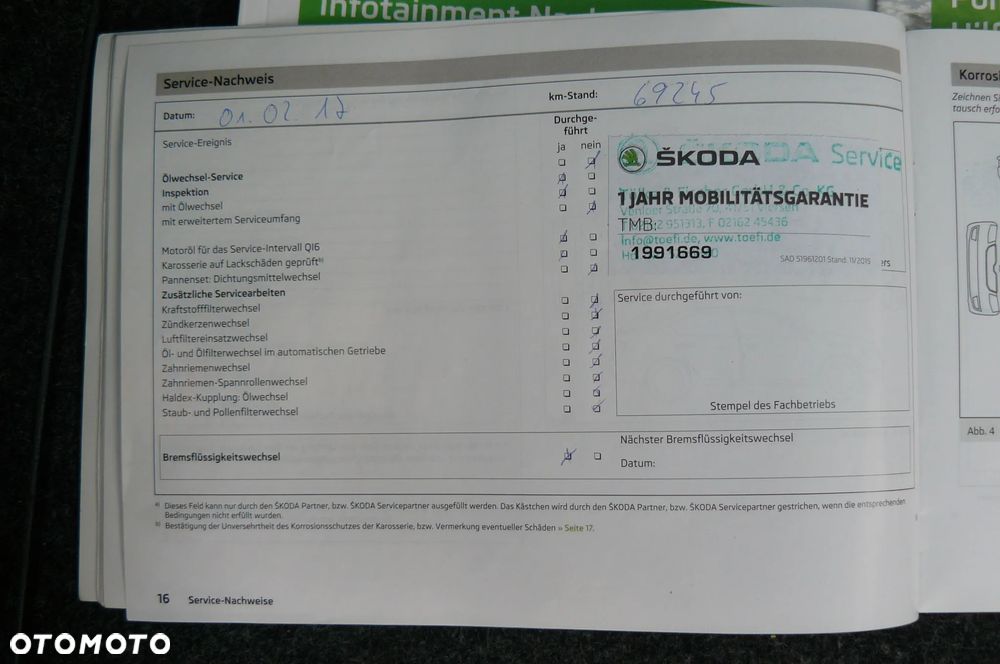 Infotainment
Service-Nachweis
Datum: 01.02.17
km-Stand: 69245
Service-Ereignis
Durchge-
führt
ja nein
Ölwechsel-Service
Inspektion
mit Ölwechsel
mit erweitertem Serviceumfang
Motoröl für das Service-Intervall QI6
Karosserie auf Lackschäden geprüft b)
Pannenset: Dichtungsmittelwechsel
Zusätzliche Servicearbeiten
Kraftstofffilterwechsel
Zündkerzenwechsel
Luftfiltereinsatzwechsel
Öl- und Ölfilterwechsel im automatischen Getriebe
Zahnriemenwechsel
Zahnriemen-Spannrollenwechsel
Haldex-Kupplung: Ölwechsel
Staub- und Pollenfilterwechsel
ŠKODA Service
ŠKODA
1 JAHR MOBILITÄTSGARANTIE
TMB:
02162 45436
info@toefi.de, www.toefi.de
1991669
SAD 51961201 Stand: 11/2015
Service durchgeführt von:
Stempel des Fachbetriebs
Bremsflüssigkeitswechsel
Nächster Bremsflüssigkeitswechsel
Datum:
a) Dieses Feld kann nur durch den ŠKODA Partner, bzw. ŠKODA Servicepartner ausgefüllt werden. Das Kästchen wird durch den ŠKODA Partner, bzw. ŠKODA Servicepartner gestrichen, wenn die entsprechenden
Bedingungen nicht erfüllt wurden.
b) Bestätigung der Unversehrtheit des Korrosionsschutzes der Karosserie, bzw. Vermerkung eventueller Schäden » Seite 17.
16 Service-Nachweise
Zeichnen
tausch
Abb. 4
OTOMOTO